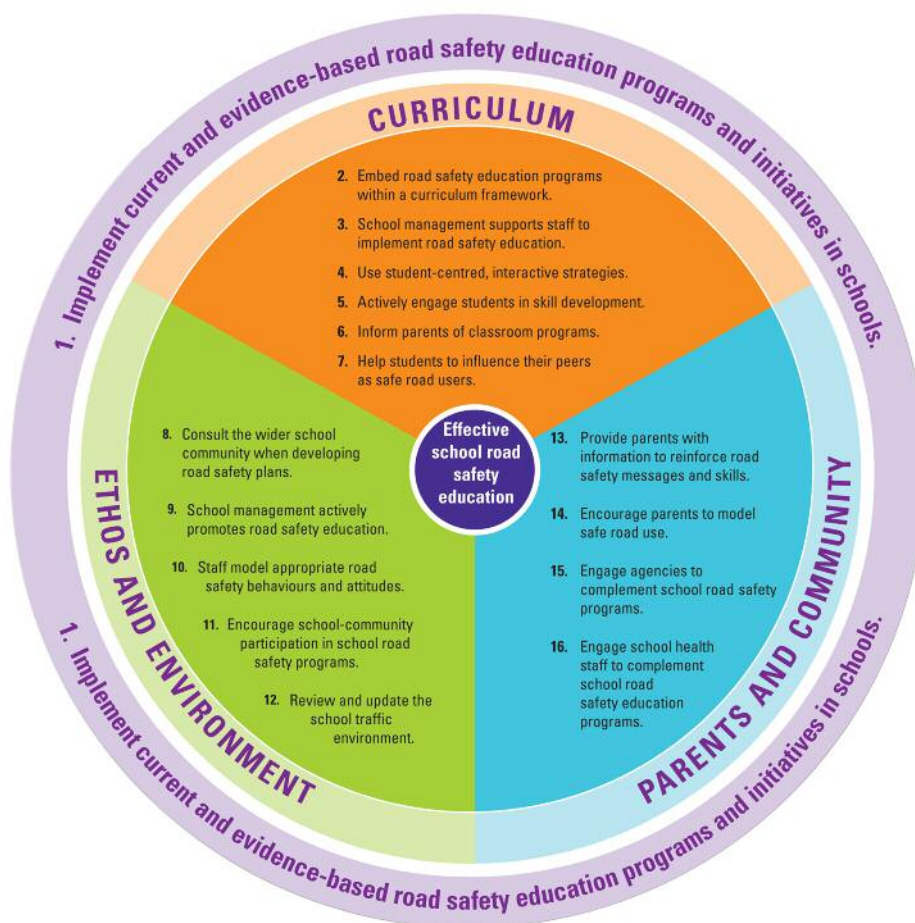 1. Implement current and evidence-based road safety education programs and initiatives in schools.
CURRICULUM
2. Embed road safety education programs
within a curriculum framework.
3. School management supports staff to
implement road safety education.
4. Use student-centred, interactive strategies.
5. Actively engage students in skill development.
6. Inform parents of classroom programs.
7. Help students to influence their peers
as safe road users.
Effective
school road
safety
education
ETHOS AND ENVIRONMENT
8. Consult the wider school
community when developing
road safety plans.
9. School management actively
promotes road safety education.
10. Staff model appropriate road
safety behaviours and attitudes.
11. Encourage school-community
participation in school road
safety programs.
12. Review and update the
school traffic
environment.
PARENTS AND COMMUNITY
13. Provide parents with
information to reinforce road
safety messages and skills.
14. Encourage parents to model
safe road use.
15. Engage agencies to
complement school road safety
programs.
16. Engage school health
staff to complement
school road
safety education
programs.
1. Implement current and evidence-based road safety education programs and initiatives in schools.